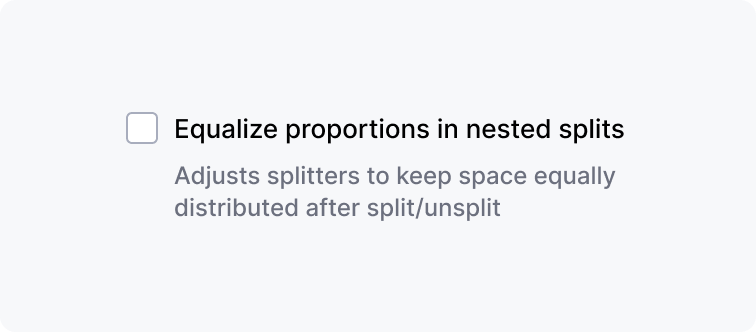 Equalize proportions in nested splits
Adjusts splitters to keep space equally
distributed after split/unsplit